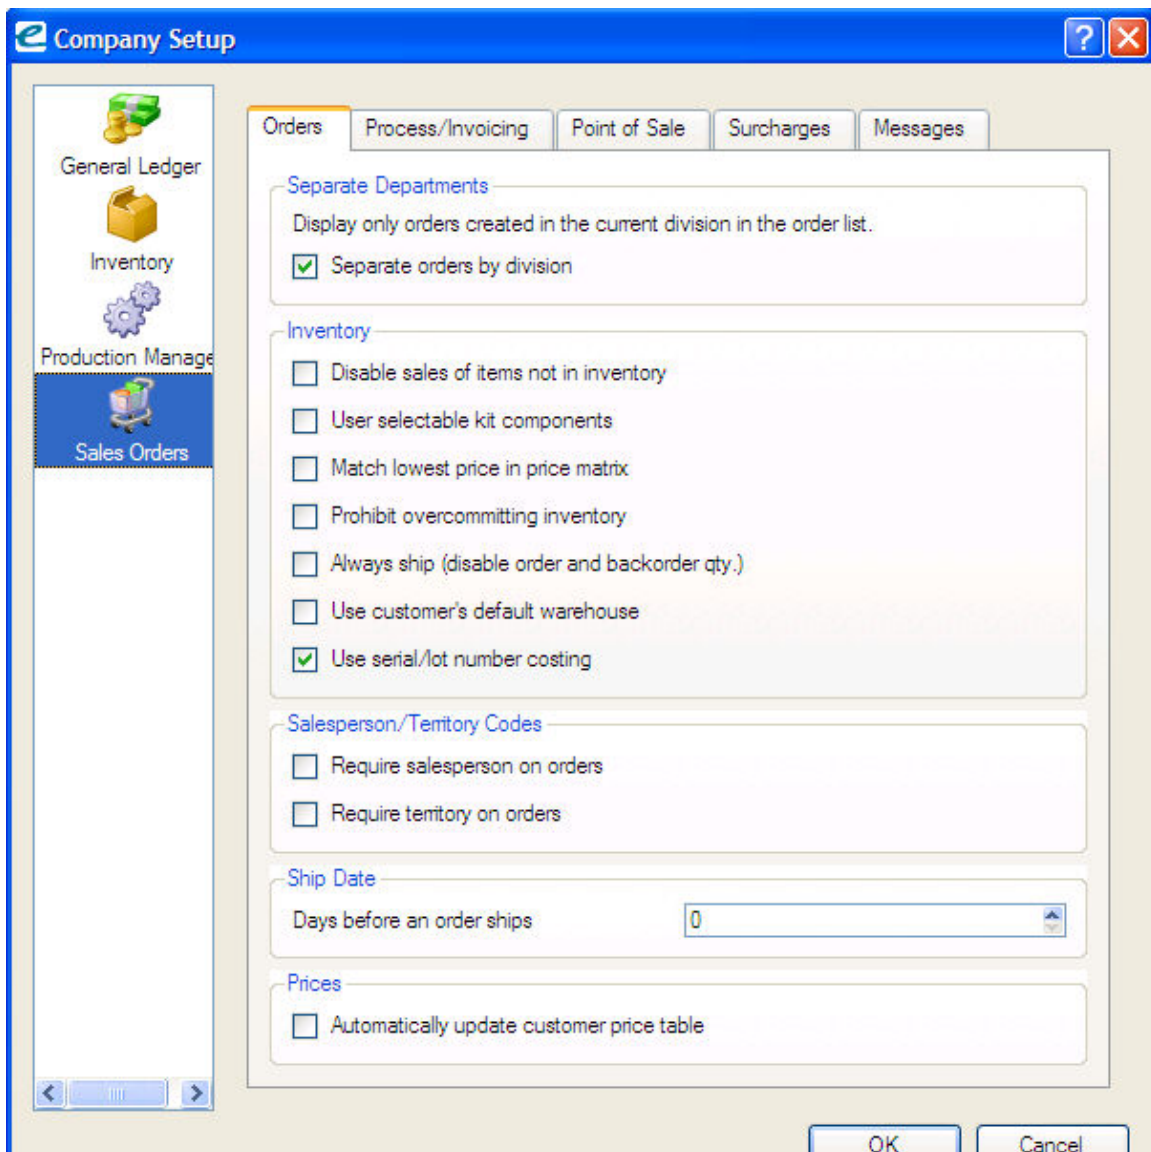 Company Setup
?
General Ledger
Inventory
Production Manage
Sales Orders
Orders Process/Invoicing Point of Sale Surcharges Messages
Separate Departments
Display only orders created in the current division in the order list.
Separate orders by division
Inventory
Disable sales of items not in inventory
User selectable kit components
Match lowest price in price matrix
Prohibit overcommitting inventory
Always ship (disable order and backorder qty.)
Use customer's default warehouse
Use serial/lot number costing
Salesperson/Territory Codes
Require salesperson on orders
Require territory on orders
Ship Date
Days before an order ships 0
Prices
Automatically update customer price table
OK Cancel